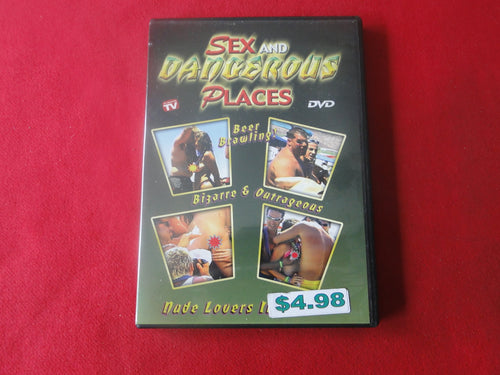 SEX AND
DANGEROUS
PLACES
TV
DVD
Beer
Brawling
Bizarre & Outrageous
Nude Lovers
$4.98